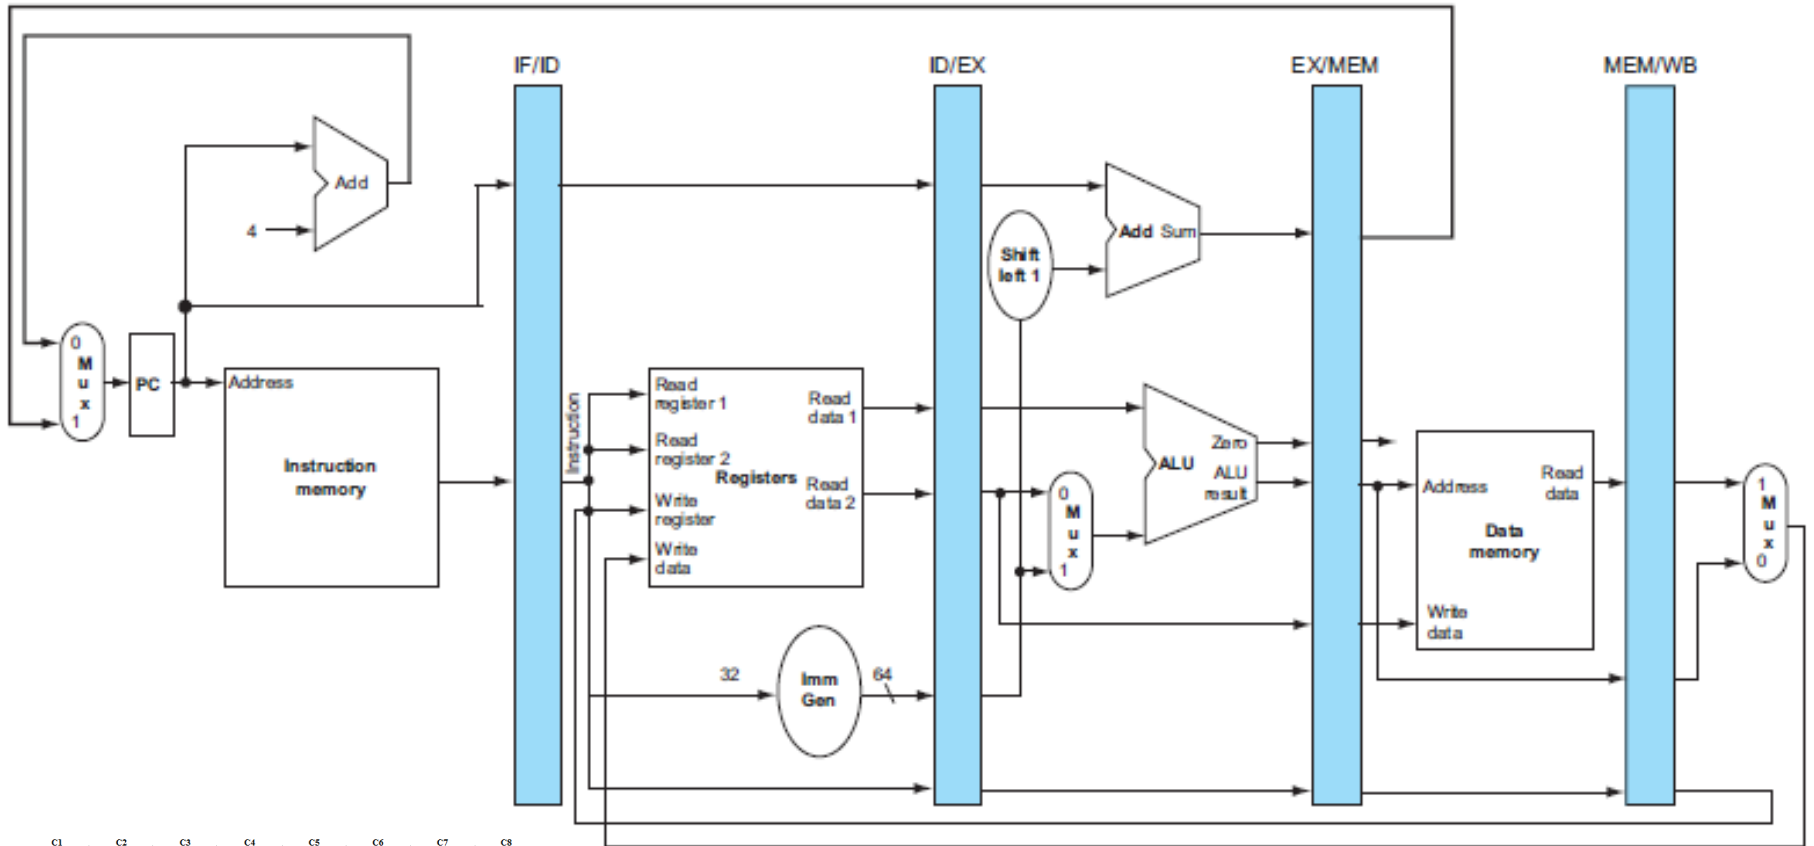 IF/ID
ID/EX
EX/MEM
MEM/WB
Add
4
Add Sum
Shift
left 1
0
M
u
x
1
PC
Address
Instruction
memory
Instruction
Read
register 1
Read
register 2
Write
register
Write
data
Registers
Read
data 1
Read
data 2
0
M
u
x
1
Zero
ALU
ALU
result
Address
Read
data
Data
memory
Write
data
1
M
u
x
0
32
Imm
Gen
64
C1 C2 C3 C4 C5 C6 C7 C8